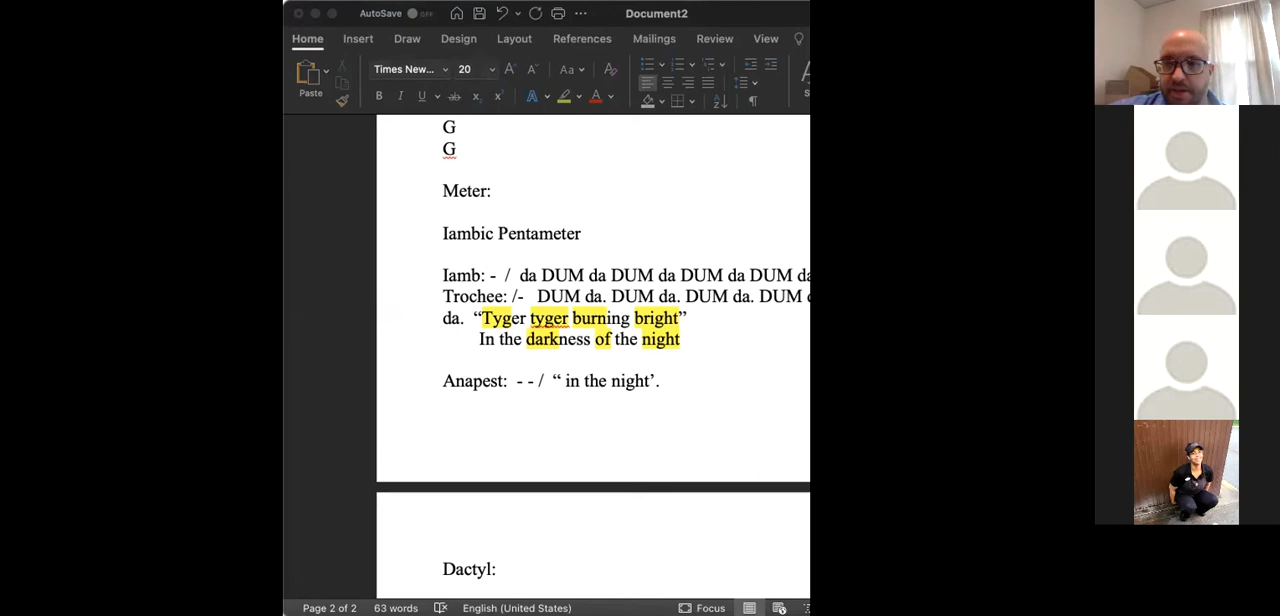 AutoSave OFF Document2
Home Insert Draw Design Layout References Mailings Review View
Times New... 20 Aa
Paste B I U ab x x A A
G
G
Meter:
Iambic Pentameter
Iamb: - / da DUM da DUM da DUM da DUM da
Trochee: /- DUM da. DUM da. DUM da. DUM
da. “Tyger tyger burning bright”
In the darkness of the night
Anapest: - - / “ in the night’.
Dactyl:
Page 2 of 2 63 words English (United States) Focus